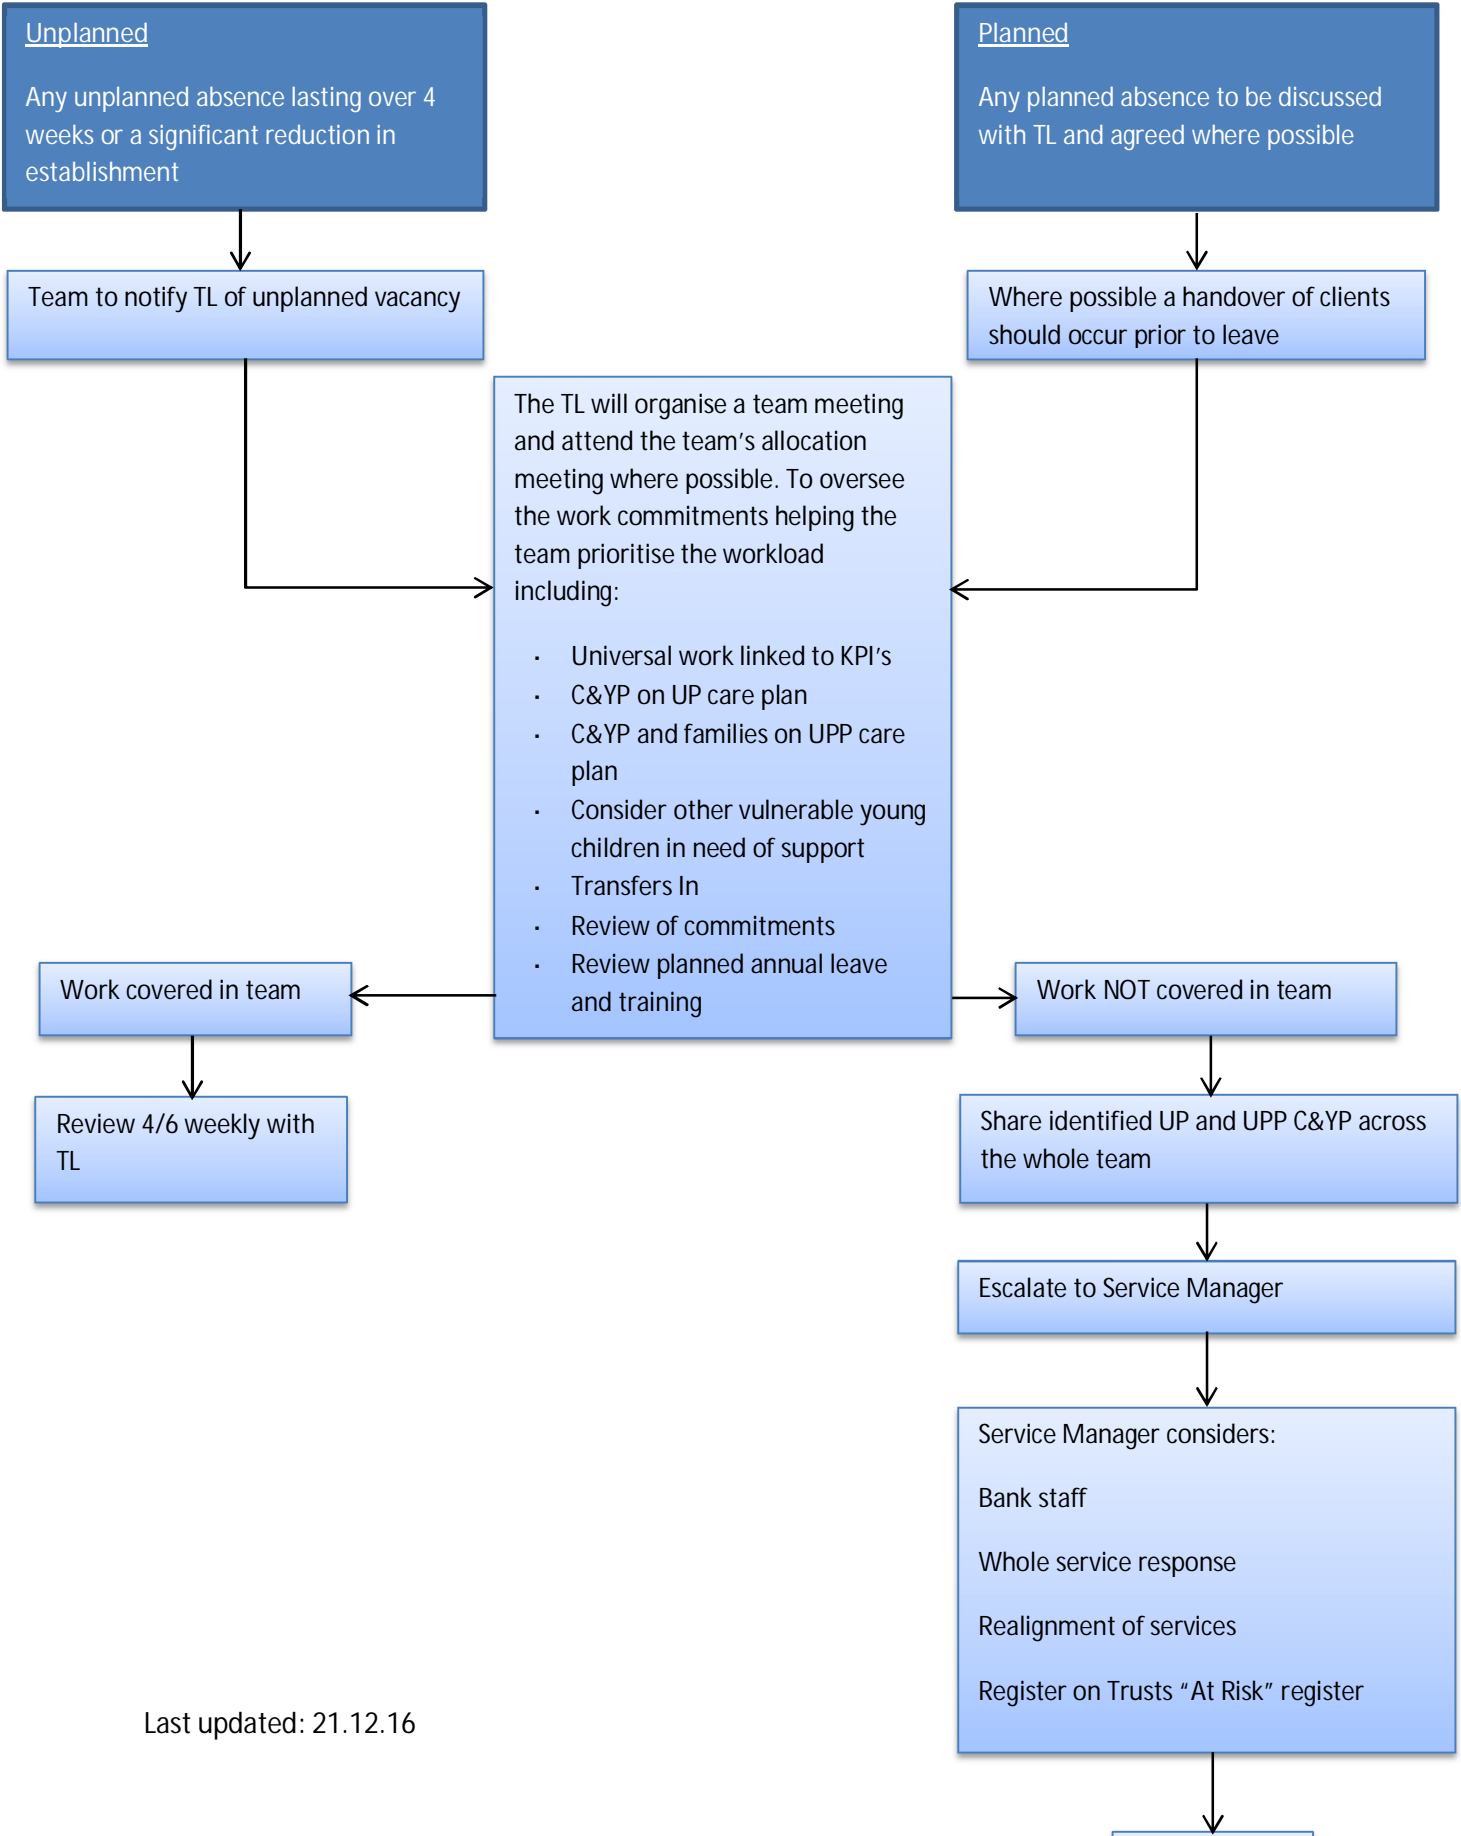 Unplanned
Any unplanned absence lasting over 4
weeks or a significant reduction in
establishment
Planned
Any planned absence to be discussed
with TL and agreed where possible
Team to notify TL of unplanned vacancy
Where possible a handover of clients
should occur prior to leave
The TL will organise a team meeting
and attend the team's allocation
meeting where possible. To oversee
the work commitments helping the
team prioritise the workload
including:
· Universal work linked to KPI's
· C&YP on UP care plan
· C&YP and families on UPP care
plan
· Consider other vulnerable young
children in need of support
· Transfers In
· Review of commitments
· Review planned annual leave
and training
Work covered in team
Review 4/6 weekly with
TL
Work NOT covered in team
Share identified UP and UPP C&YP across
the whole team
Escalate to Service Manager
Service Manager considers:
Bank staff
Whole service response
Realignment of services
Register on Trusts “At Risk” register
Last updated: 21.12.16